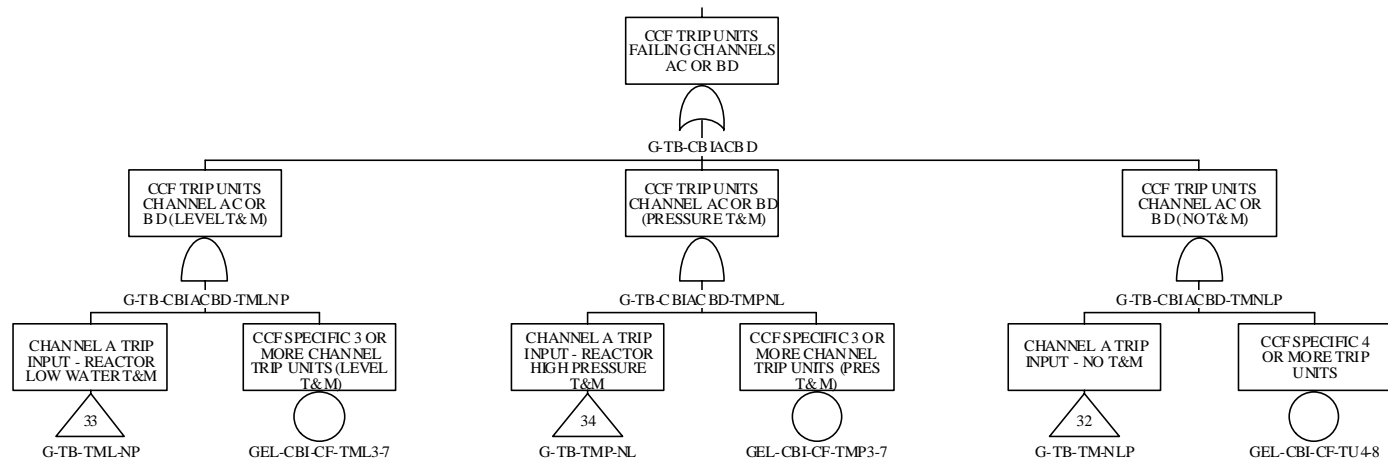 CCF TRIP UNITS
FAILING CHANNELS
AC OR BD
G-TB-CBIACBD
CCF TRIP UNITS
CHANNEL AC OR
BD (LEVEL T&M)
G-TB-CBIACBD-TMLNP
CCF TRIP UNITS
CHANNEL AC OR BD
(PRESSURE T&M)
G-TB-CBIACBD-TMPNL
CCF TRIP UNITS
CHANNEL AC OR
BD (NO T&M)
G-TB-CBIACBD-TMNLP
CHANNEL A TRIP
INPUT - REACTOR
LOW WATER T&M
33
G-TB-TML-NP
CCF SPECIFIC 3 OR
MORE CHANNEL
TRIP UNITS (LEVEL
T&M)
GEL-CBI-CF-TML3-7
CHANNEL A TRIP
INPUT - REACTOR
HIGH PRESSURE
T&M
34
G-TB-TMP-NL
CCF SPECIFIC 3 OR
MORE CHANNEL
TRIP UNITS (PRES
T&M)
GEL-CBI-CF-TMP3-7
CHANNEL A TRIP
INPUT - NO T&M
32
G-TB-TM-NLP
CCF SPECIFIC 4
OR MORE TRIP
UNITS
GEL-CBI-CF-TU4-8